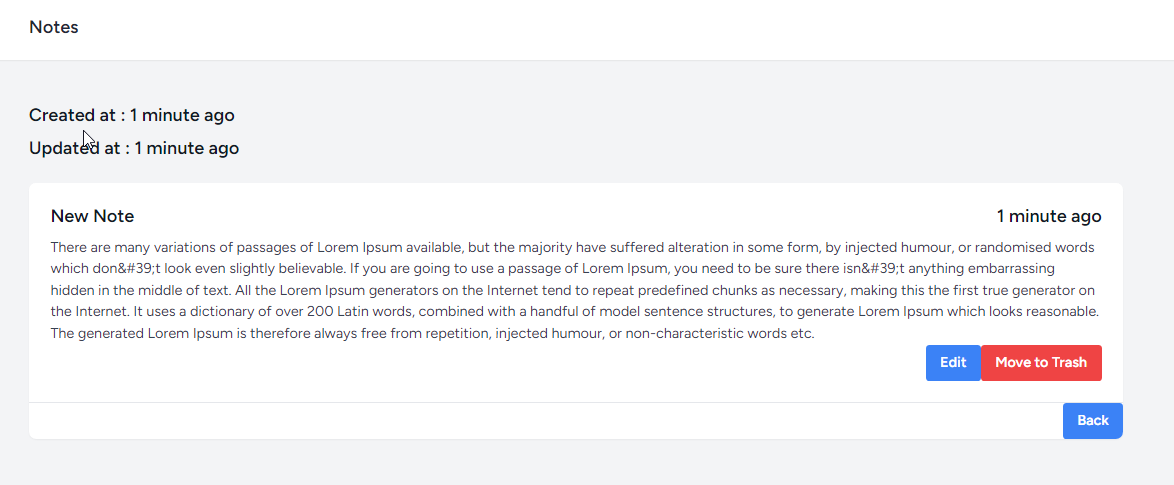 Notes
Created at : 1 minute ago
Updated at : 1 minute ago
New Note
1 minute ago
There are many variations of passages of Lorem Ipsum available, but the majority have suffered alteration in some form, by injected humour, or randomised words
which don&#39;t look even slightly believable. If you are going to use a passage of Lorem Ipsum, you need to be sure there isn&#39;t anything embarrassing
hidden in the middle of text. All the Lorem Ipsum generators on the Internet tend to repeat predefined chunks as necessary, making this the first true generator on
the Internet. It uses a dictionary of over 200 Latin words, combined with a handful of model sentence structures, to generate Lorem Ipsum which looks reasonable.
The generated Lorem Ipsum is therefore always free from repetition, injected humour, or non-characteristic words etc.
Edit
Move to Trash
Back